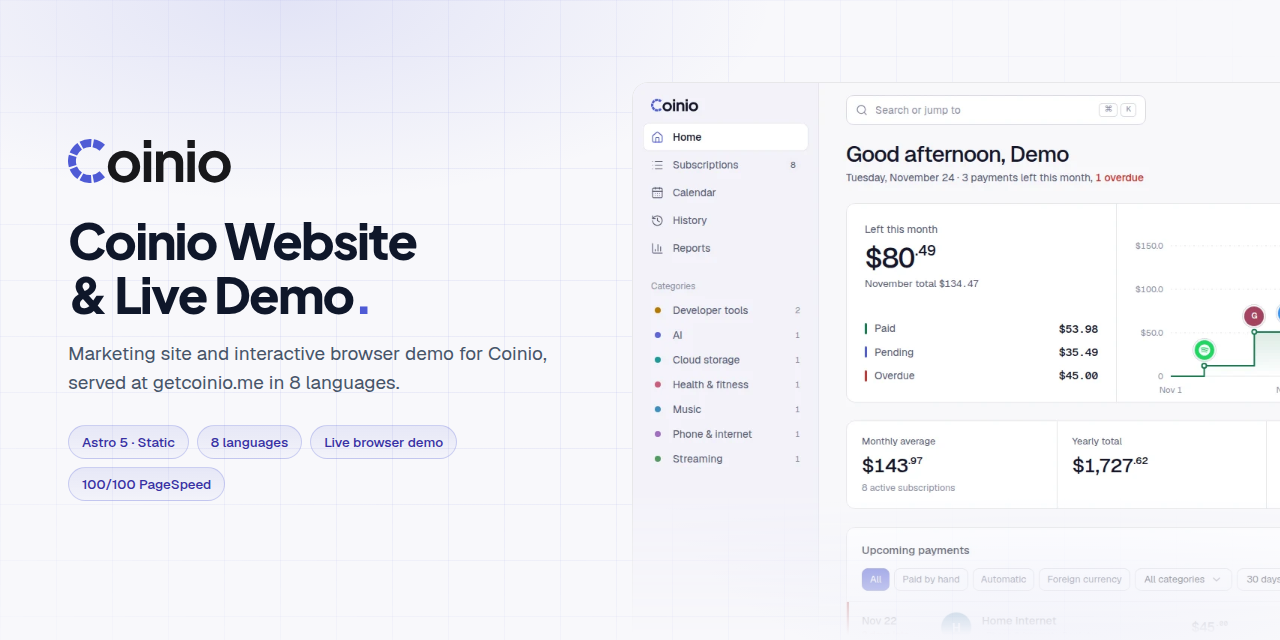 Coinio
Coinio Website
& Live Demo.
Marketing site and interactive browser demo for Coinio,
served at getcoinio.me in 8 languages.
Astro 5 · Static
8 languages
Live browser demo
100/100 PageSpeed
Coinio
Home
Subscriptions 8
Calendar
History
Reports
Categories
Developer tools 2
AI 1
Cloud storage 1
Health & fitness 1
Music 1
Phone & internet 1
Streaming 1
Search or jump to ⌘ K
Good afternoon, Demo
Tuesday, November 24 · 3 payments left this month, 1 overdue
Left this month
$80.49
November total $134.47
Paid $53.98
Pending $35.49
Overdue $45.00
$150.0
$100.0
$50.0
0
G
Nov 1
Monthly average
$143.97
8 active subscriptions
Yearly total
$1,727.62
Upcoming payments
All
Paid by hand
Automatic
Foreign currency
All categories
30 days
Nov 22
H
Home Internet